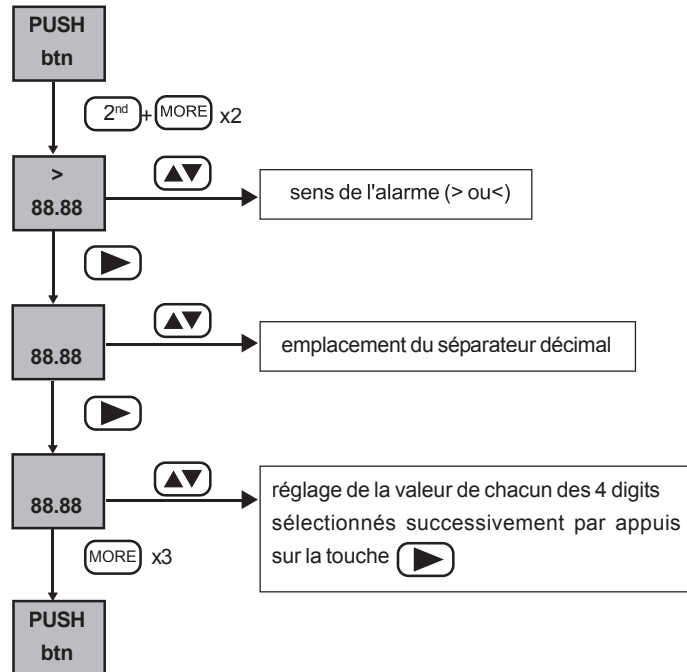 PUSH
btn
2nd + MORE x2
>
88.88
sens de l'alarme (> ou<)
88.88
emplacement du séparateur décimal
88.88
réglage de la valeur de chacun des 4 digits
sélectionnés successivement par appuis
sur la touche
MORE x3
PUSH
btn